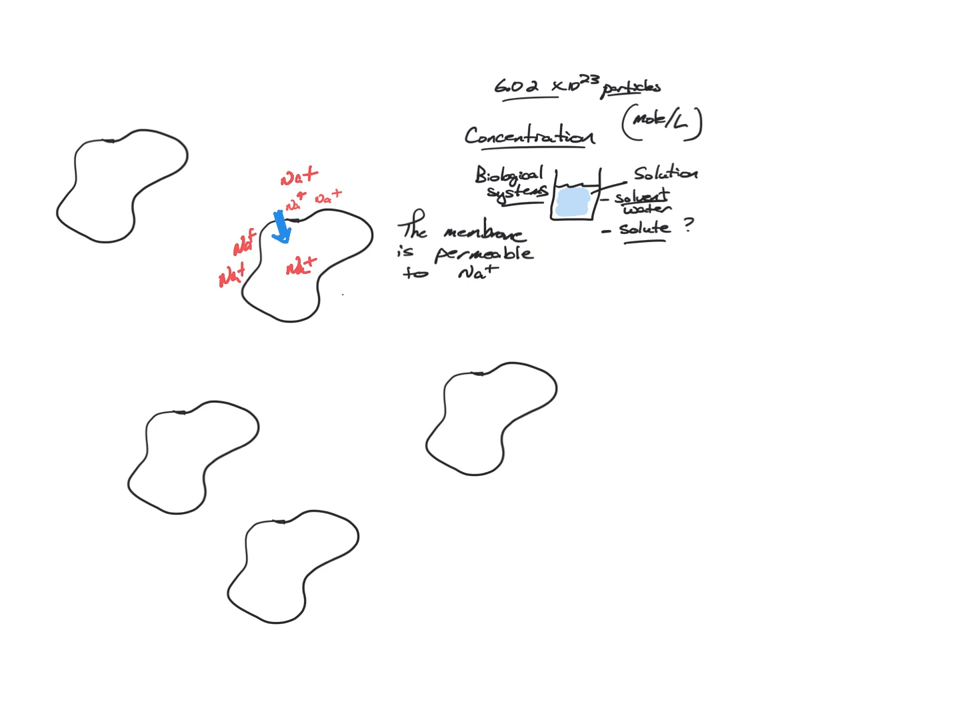 6.02 x10²³ particles
Concentration (mole/L)
Biological systems
Solution
- solvent
water
- solute ?
Na+
Na+ Na+
Na+
Na+
Na+
The membrane
is permeable
to Na+